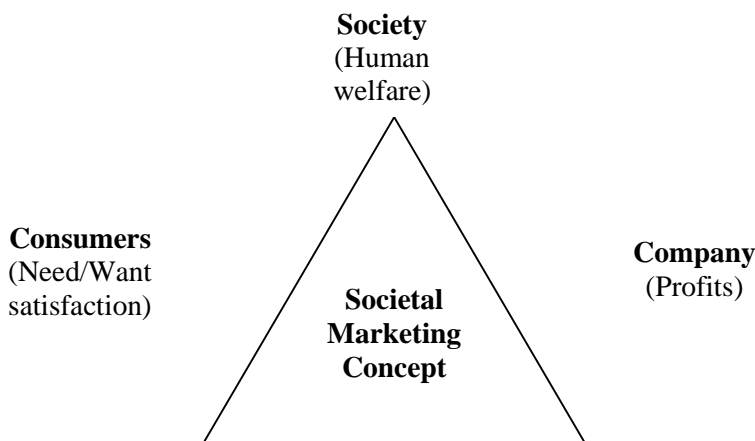 Society
(Human
welfare)
Consumers
(Need/Want
satisfaction)
Company
(Profits)
Societal
Marketing
Concept